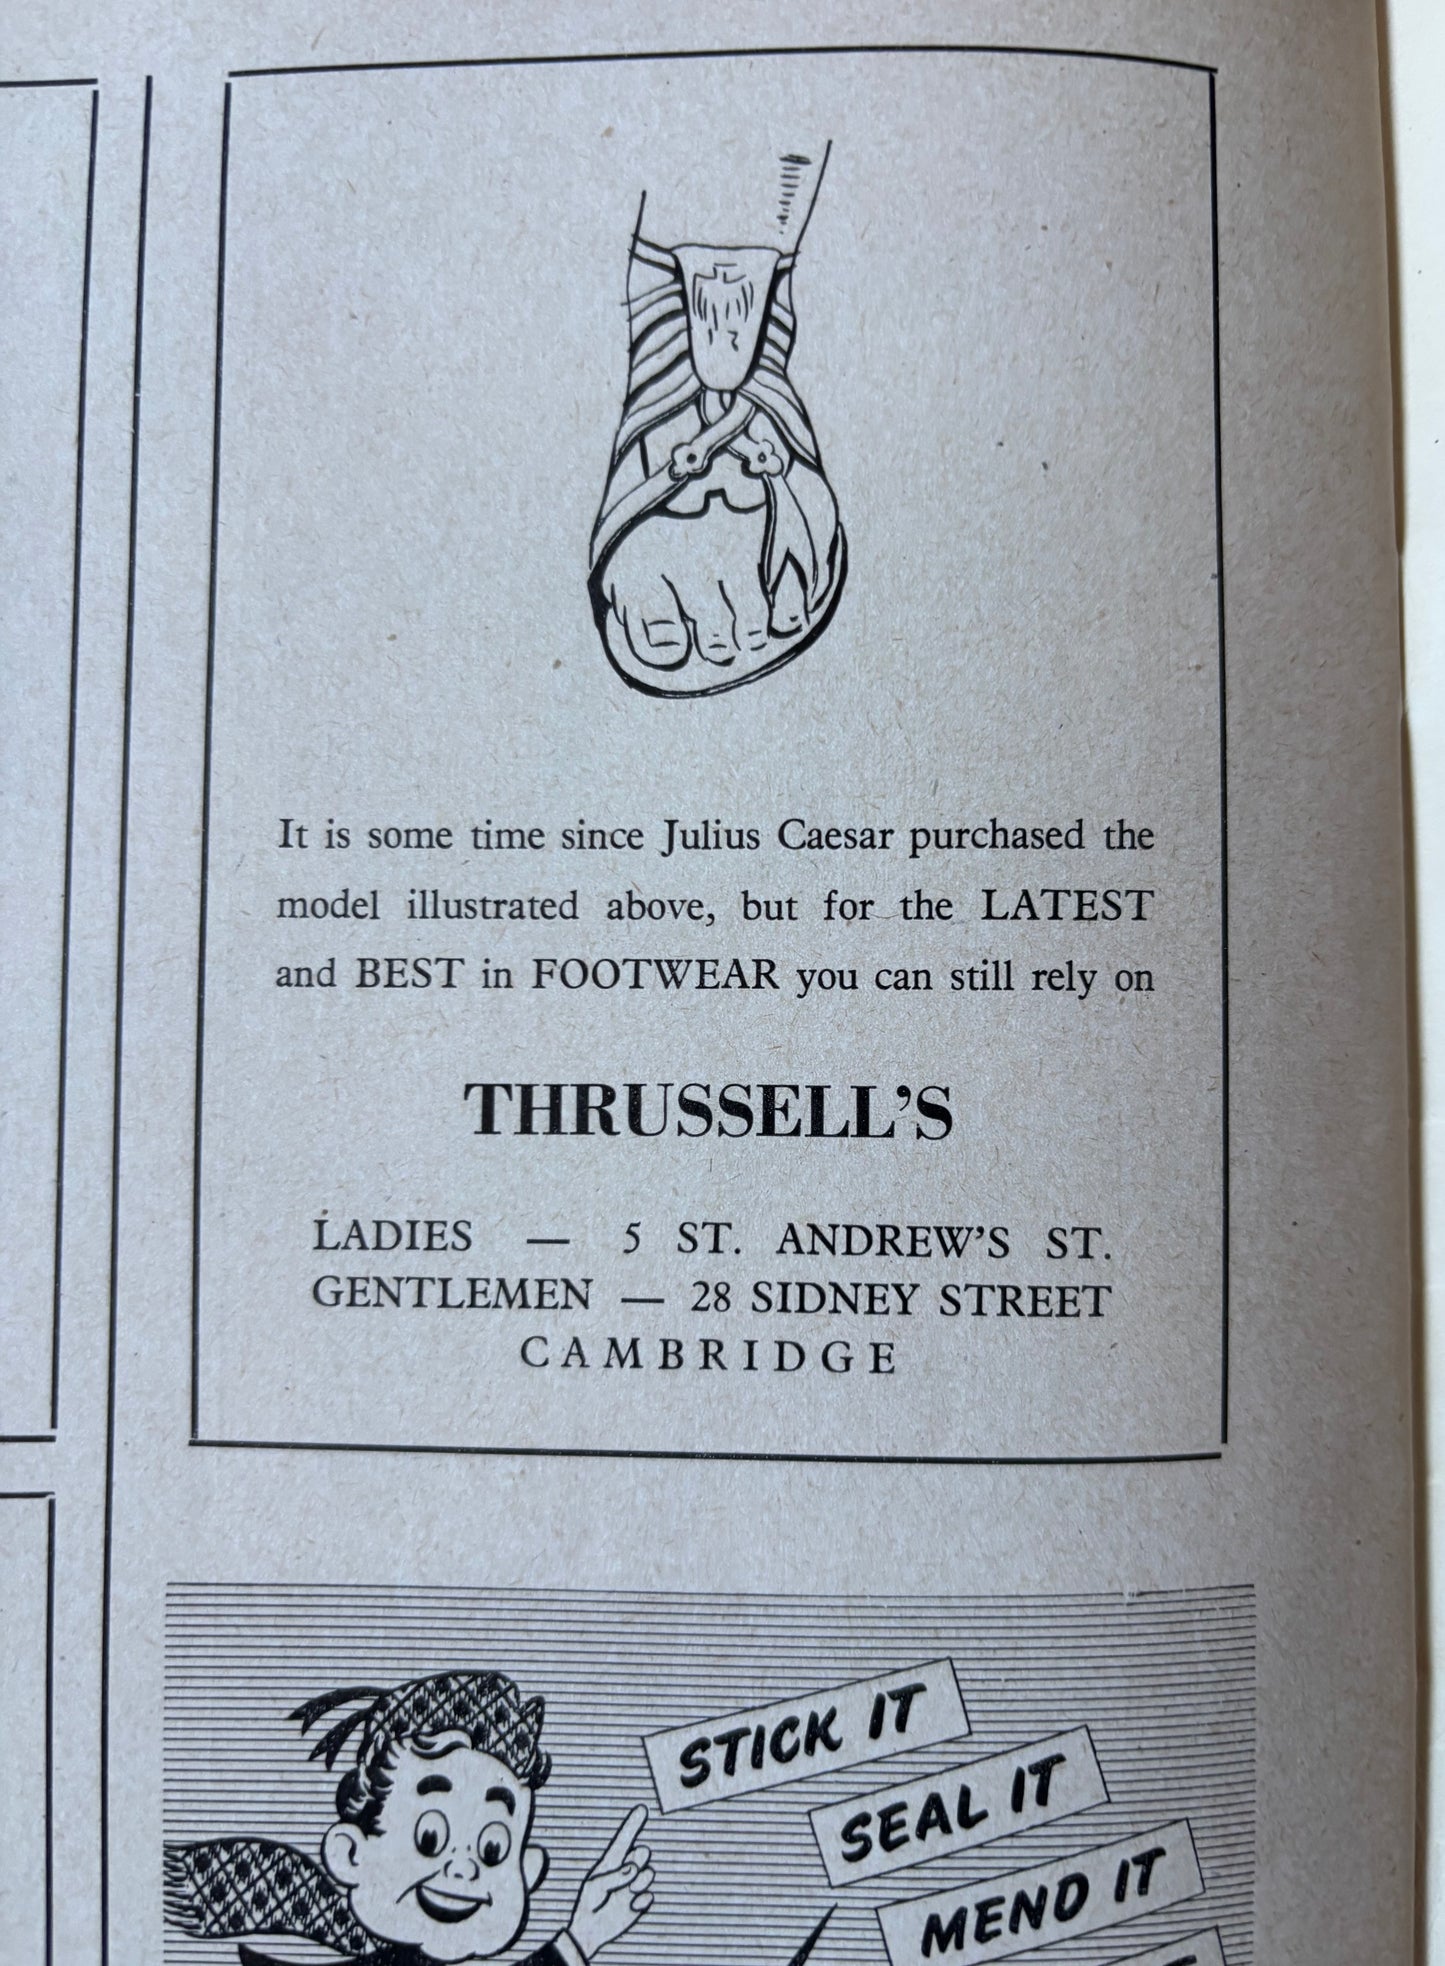 It is some time since Julius Caesar purchased the
model illustrated above, but for the LATEST
and BEST in FOOTWEAR you can still rely on
THRUSSELL’S
LADIES — 5 ST. ANDREW’S ST.
GENTLEMEN — 28 SIDNEY STREET
CAMBRIDGE
STICK IT
SEAL IT
MEND IT